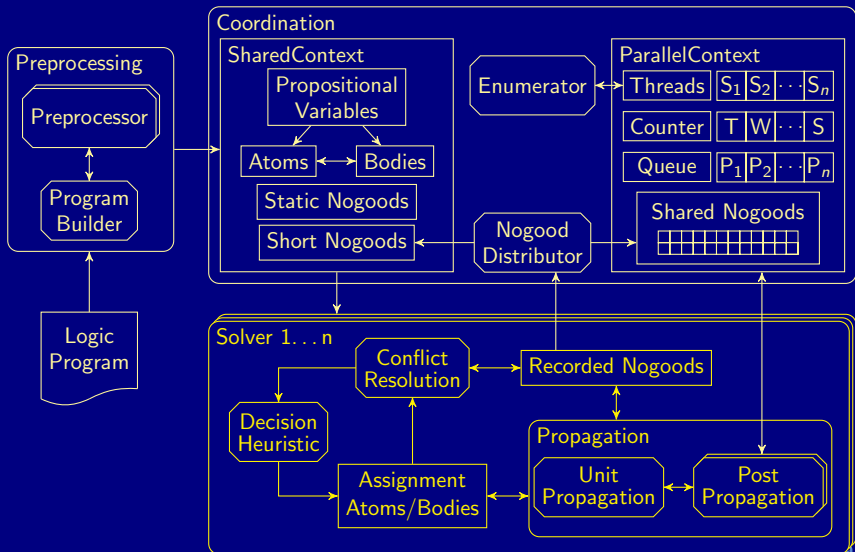 Coordination
SharedContext
Propositional
Variables
Atoms
Bodies
Static Nogoods
Short Nogoods
Enumerator
Nogood
Distributor
ParallelContext
Threads S1 S2 ··· Sn
Counter T W ··· S
Queue P1 P2 ··· Pn
Shared Nogoods
Preprocessing
Preprocessor
Program
Builder
Logic
Program
Solver 1...n
Conflict
Resolution
Recorded Nogoods
Decision
Heuristic
Assignment
Atoms/Bodies
Propagation
Unit
Propagation
Post
Propagation